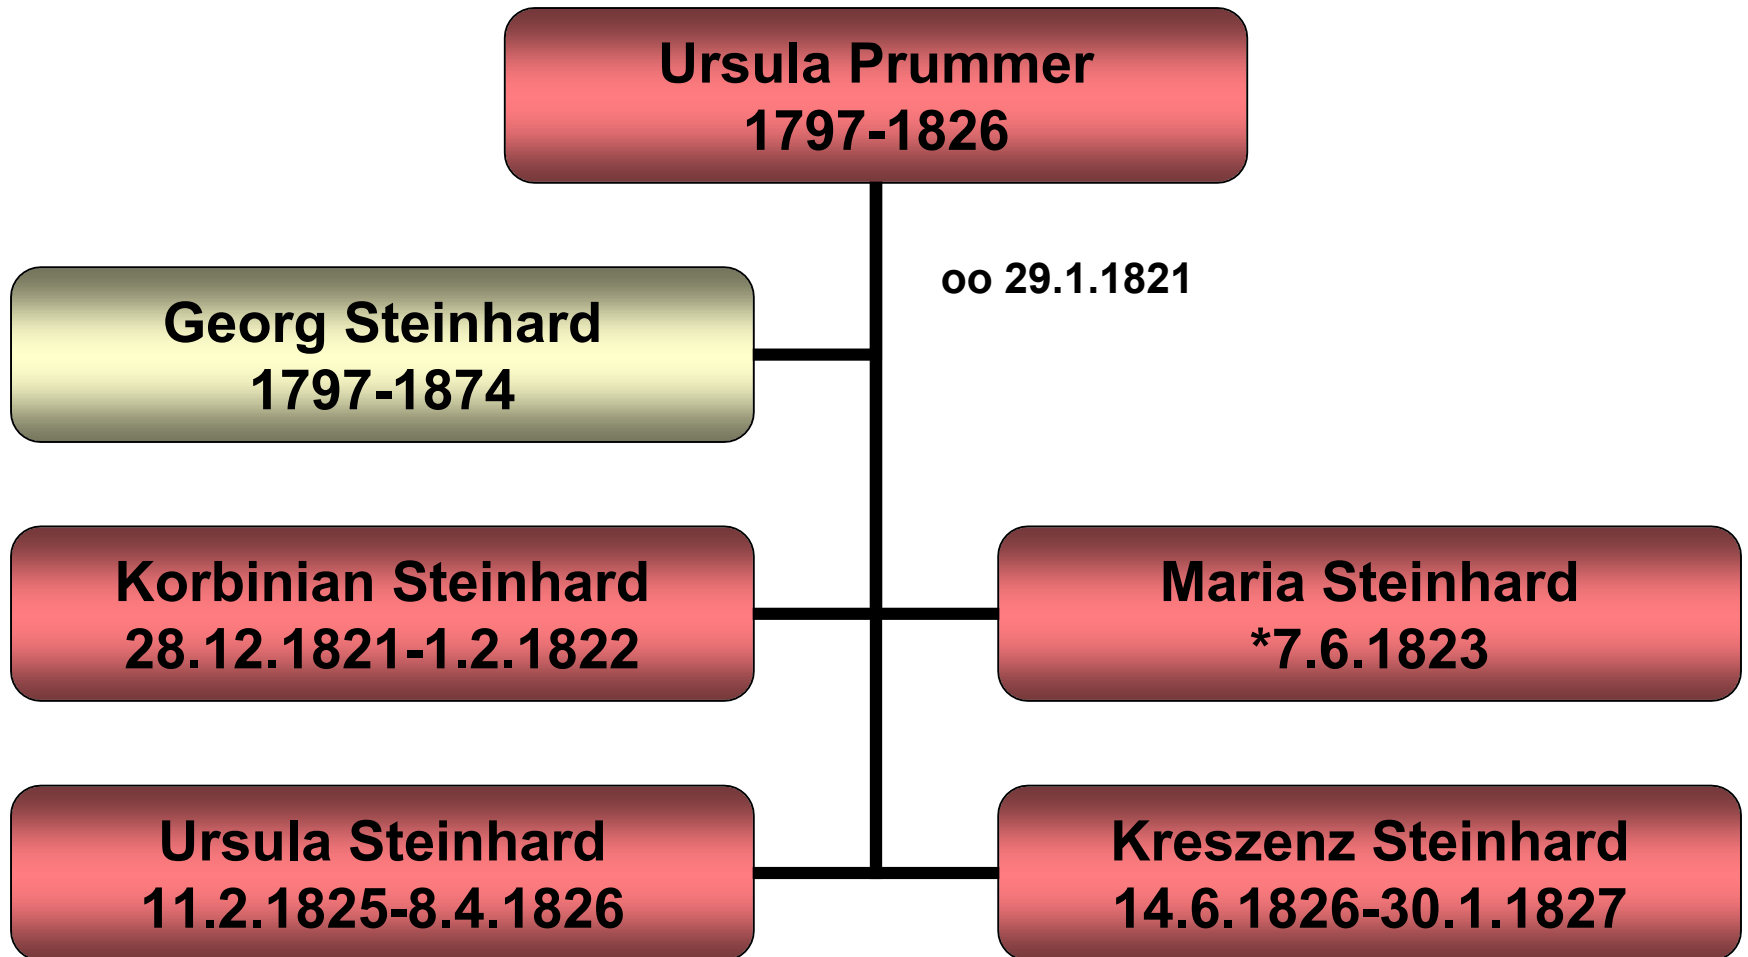 Ursula Prummer
1797-1826
oo 29.1.1821
Georg Steinhard
1797-1874
Korbinian Steinhard
28.12.1821-1.2.1822
Maria Steinhard
*7.6.1823
Ursula Steinhard
11.2.1825-8.4.1826
Kreszenz Steinhard
14.6.1826-30.1.1827